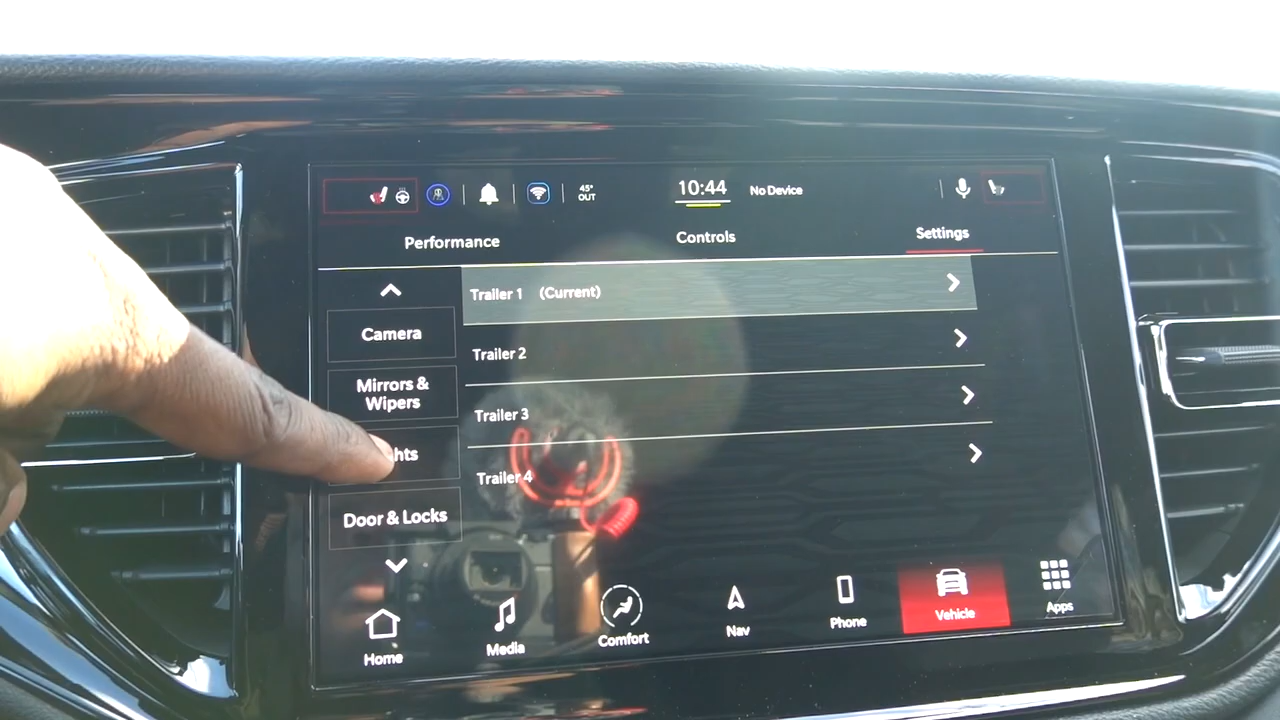 45°
OUT
10:44
No Device
Performance
Controls
Settings
Trailer 1 (Current)
Camera
Trailer 2
Mirrors &
Wipers
Trailer 3
Trailer 4
Door & Locks
Home
Media
Comfort
Nav
Phone
Vehicle
Apps